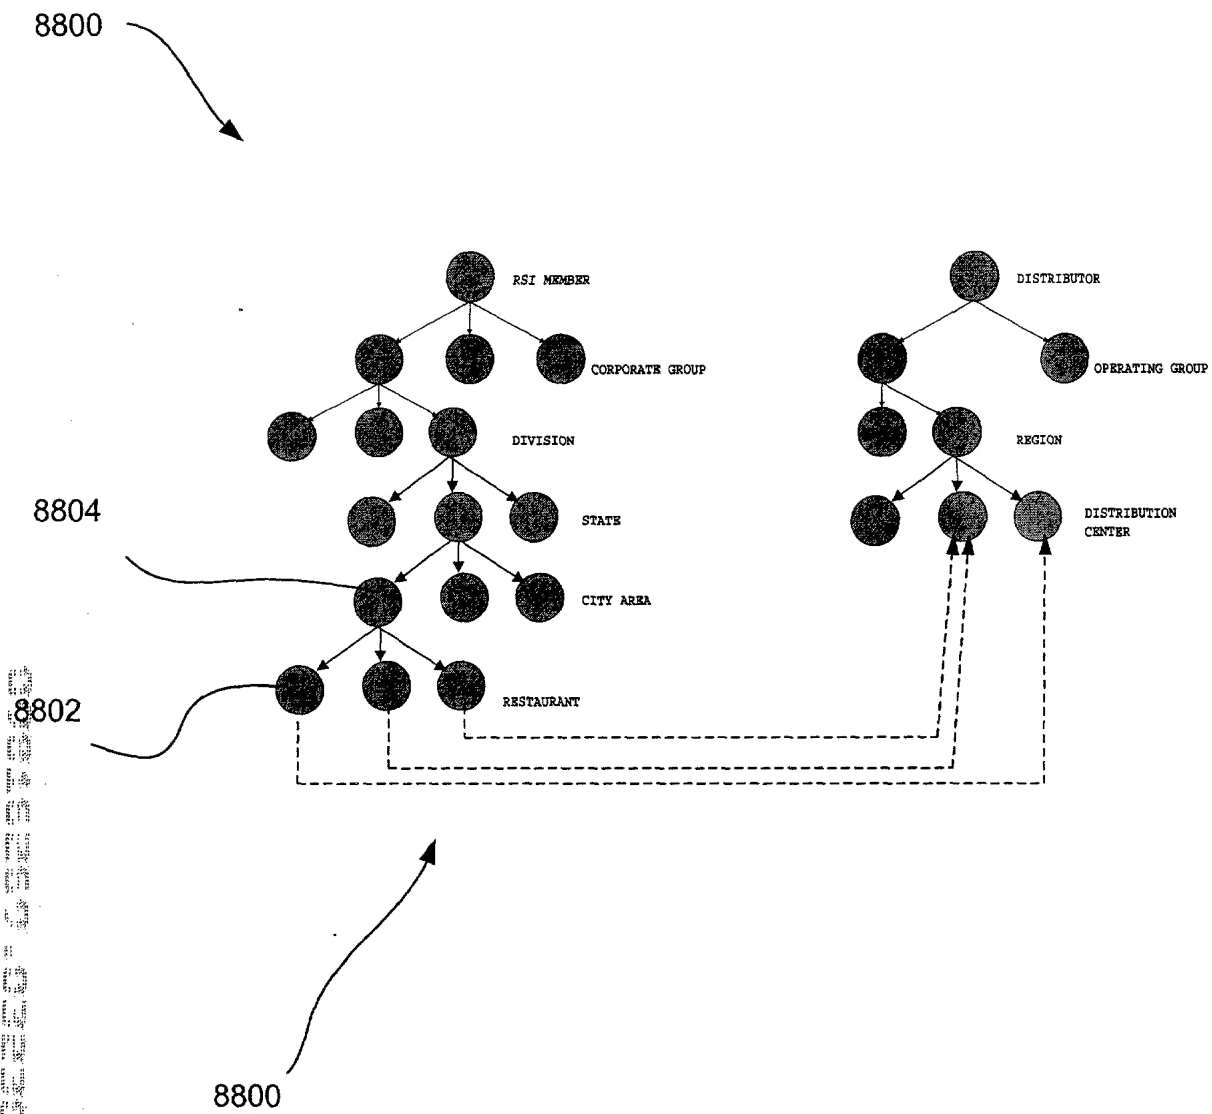 8800
RSI MEMBER
DISTRIBUTOR
CORPORATE GROUP
OPERATING GROUP
DIVISION
REGION
8804
STATE
DISTRIBUTION
CENTER
CITY AREA
8802
RESTAURANT
8800